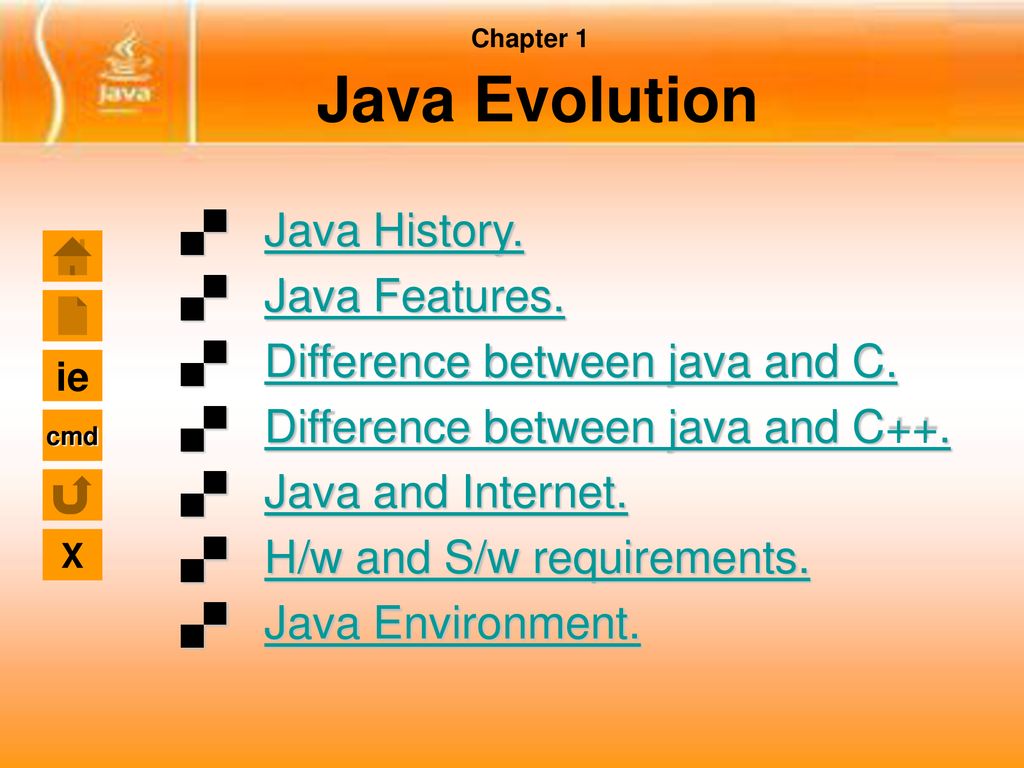 Chapter 1
Java Evolution
Java
Java History.
Java Features.
Difference between java and C.
Difference between java and C++.
Java and Internet.
H/w and S/w requirements.
Java Environment.
ie
cmd
X